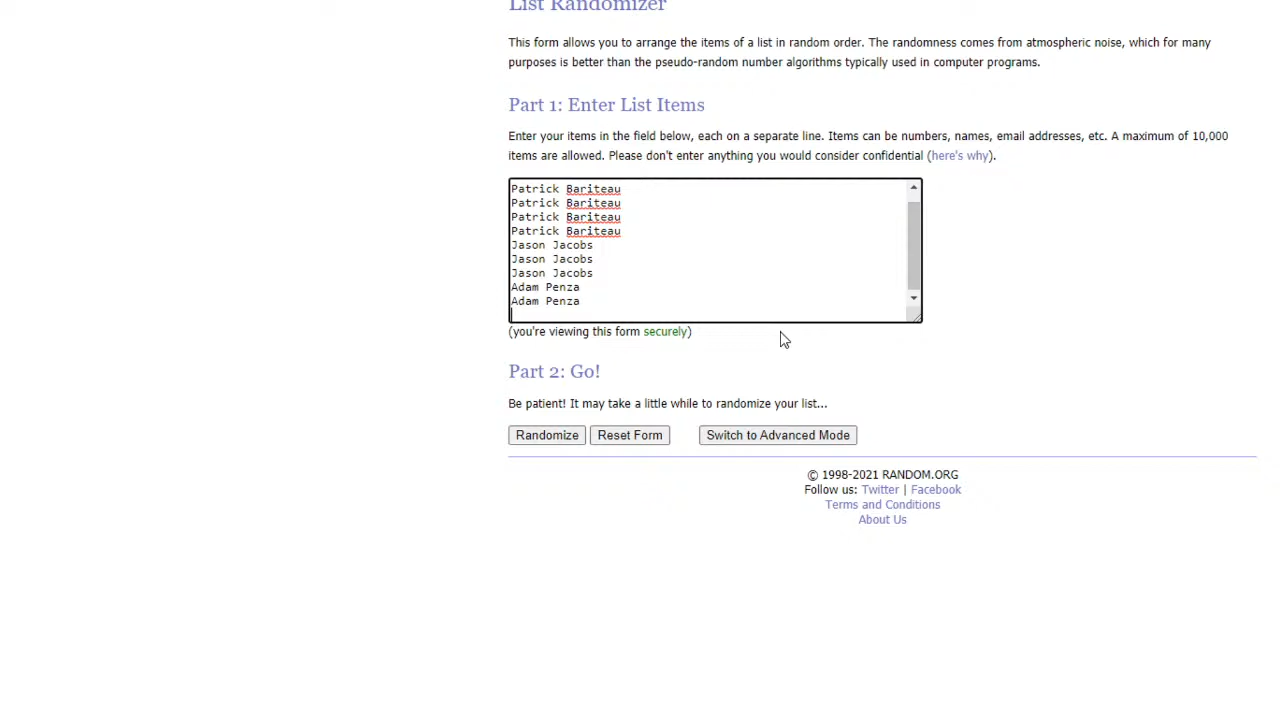 List Randomizer
This form allows you to arrange the items of a list in random order. The randomness comes from atmospheric noise, which for many
purposes is better than the pseudo-random number algorithms typically used in computer programs.
Part 1: Enter List Items
Enter your items in the field below, each on a separate line. Items can be numbers, names, email addresses, etc. A maximum of 10,000
items are allowed. Please don't enter anything you would consider confidential (here's why).
Patrick Bariteau
Patrick Bariteau
Patrick Bariteau
Patrick Bariteau
Jason Jacobs
Jason Jacobs
Jason Jacobs
Adam Penza
Adam Penza
(you're viewing this form securely)
Part 2: Go!
Be patient! It may take a little while to randomize your list...
Randomize Reset Form Switch to Advanced Mode
© 1998-2021 RANDOM.ORG
Follow us: Twitter | Facebook
Terms and Conditions
About Us